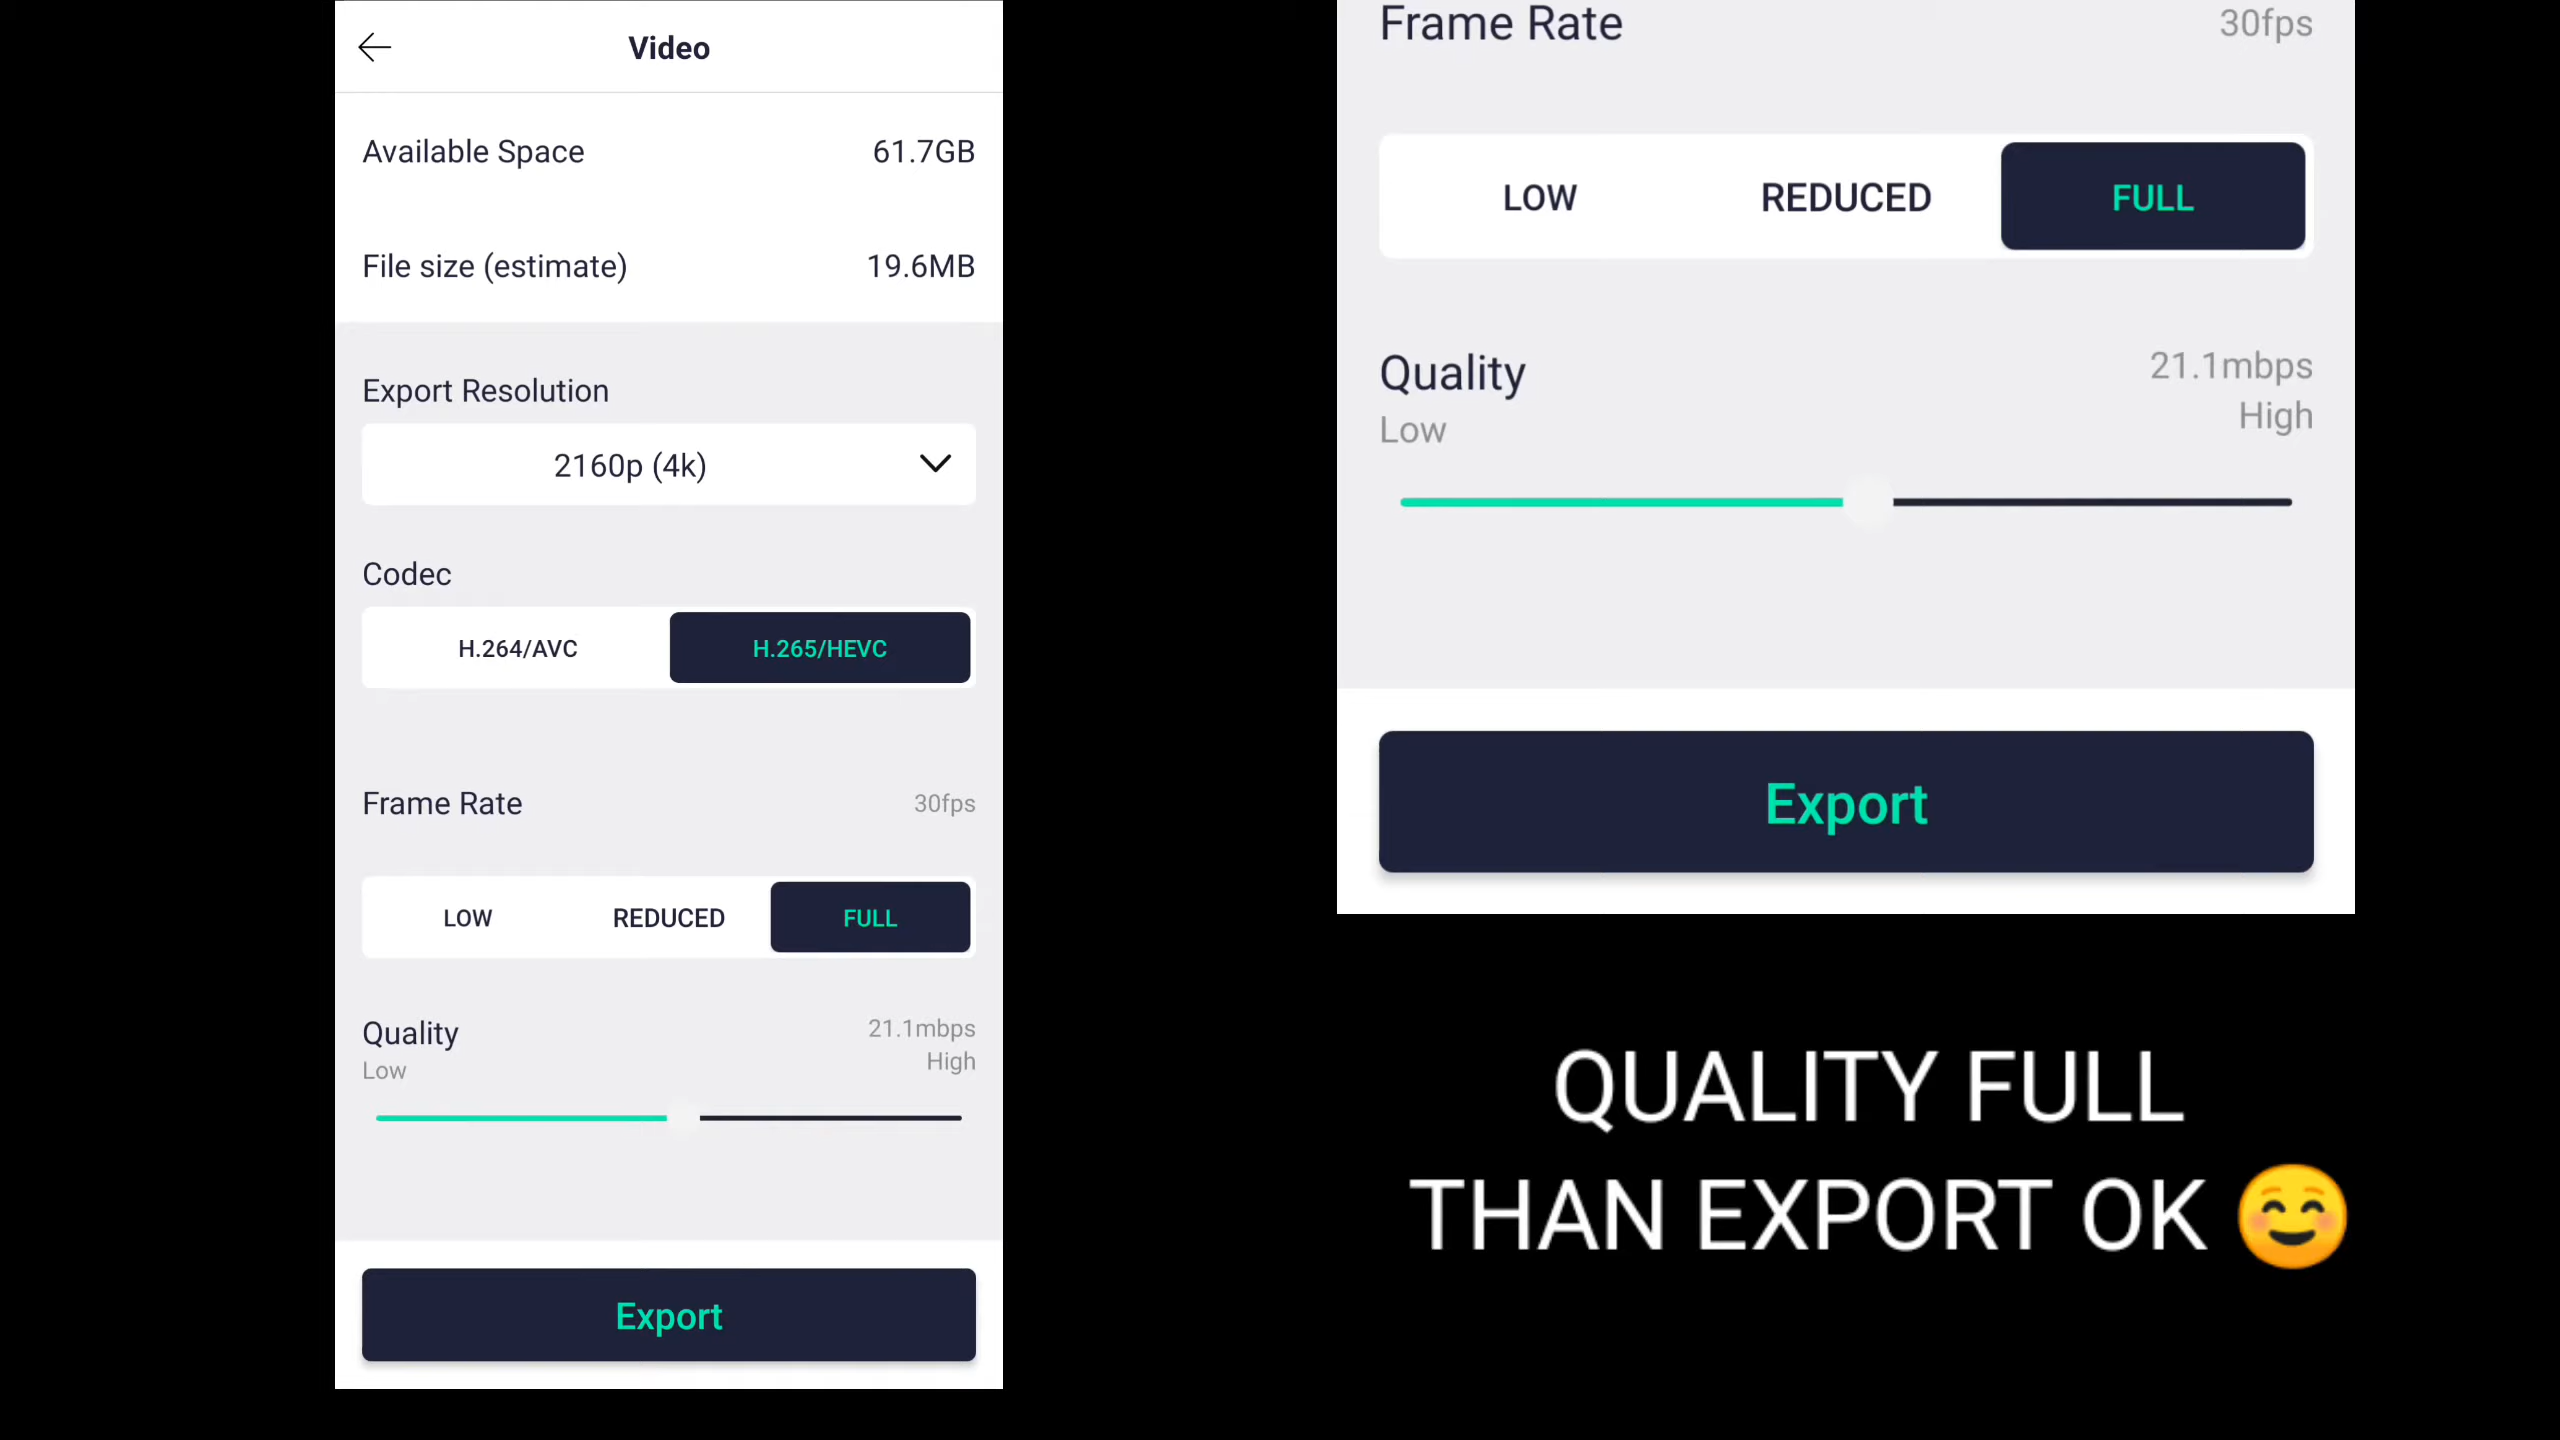 Video
Available Space 61.7GB
File size (estimate) 19.6MB
Export Resolution
2160p (4k)
Codec
H.264/AVC H.265/HEVC
Frame Rate 30fps
LOW REDUCED FULL
Quality 21.1mbps
Low High
Export
Frame Rate 30fps
LOW REDUCED FULL
Quality 21.1mbps
Low High
Export
QUALITY FULL
THAN EXPORT OK ☺️